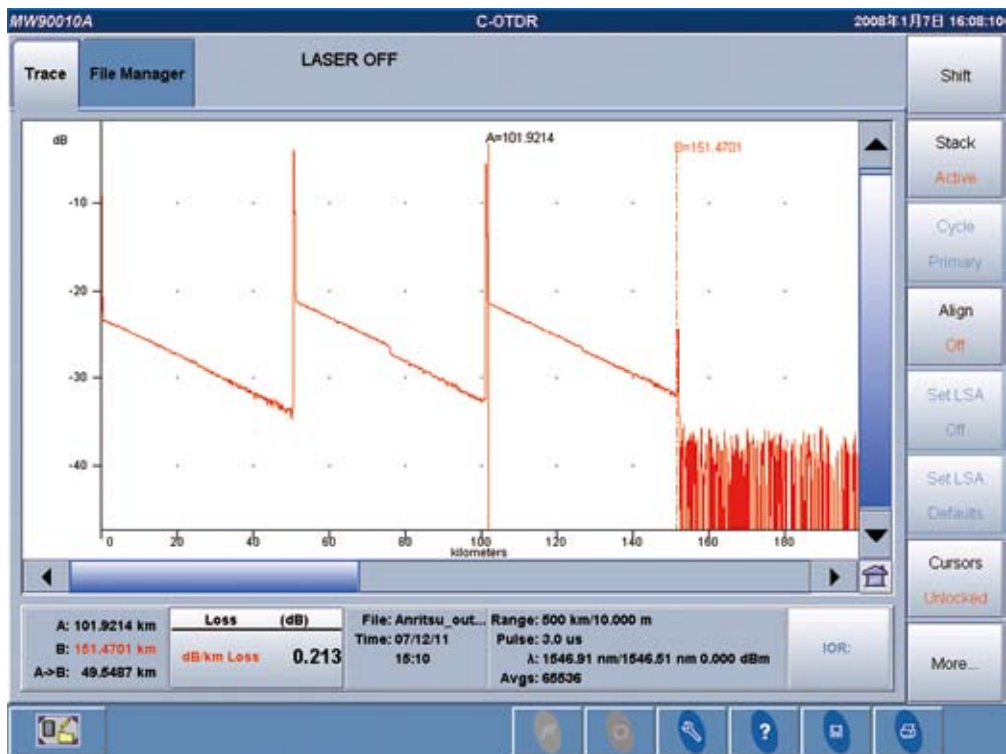 MW90010A C-OTDR 2008年1月7日 16:08:10
Trace File Manager LASER OFF
Shift
Stack
Active
Cycle
Primary
Align
Off
Set LSA
Off
Set LSA
Defaults
Cursors
Unlocked
More...
dB
A=101.9214
B=151.4701
-10
-20
-30
-40
0 20 40 60 80 100 120 140 160 180
kilometers
A: 101.9214 km
B: 151.4701 km
A->B: 49.5487 km
Loss (dB)
dB/km Loss 0.213
File: Anritsu_out...
Time: 07/12/11
15:10
Range: 500 km/10.000 m
Pulse: 3.0 us
λ: 1546.91 nm/1546.51 nm 0.000 dBm
Avgs: 65536
IOR:
?